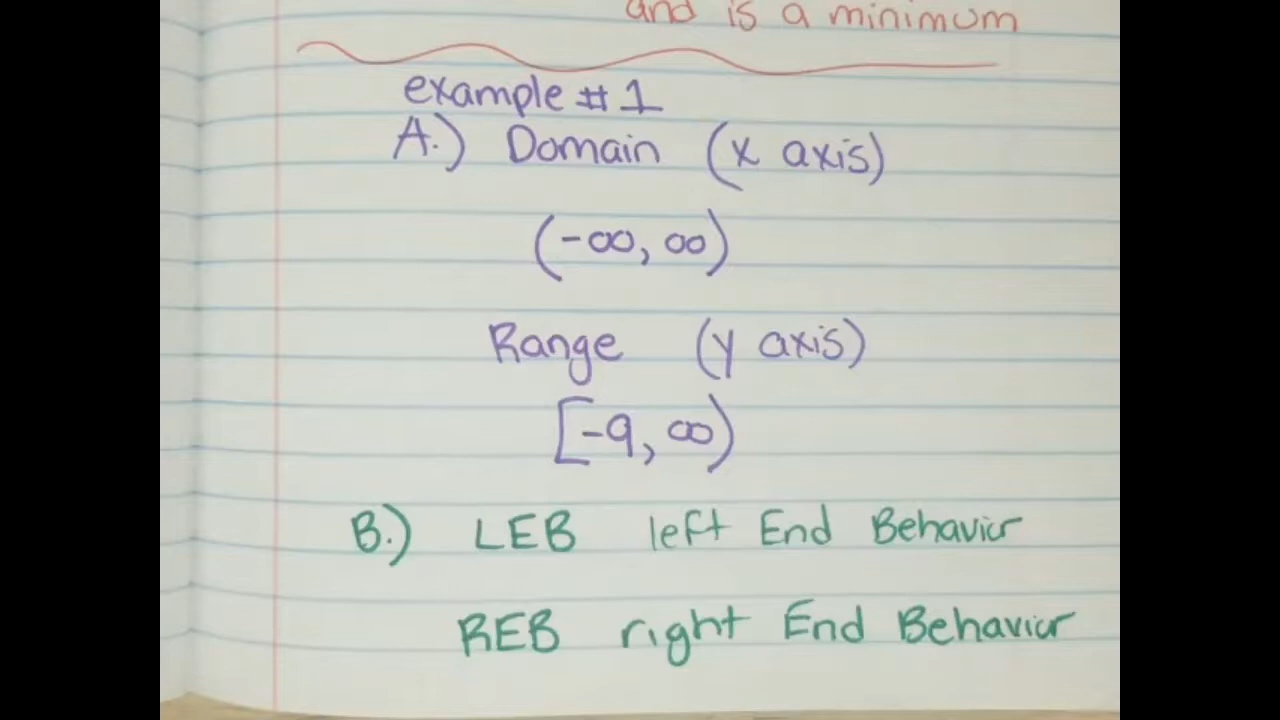 and is a minimum
example # 1
A.) Domain (x axis)
(-∞, ∞)
Range (y axis)
[-9, ∞)
B.) LEB left End Behavior
REB right End Behavior